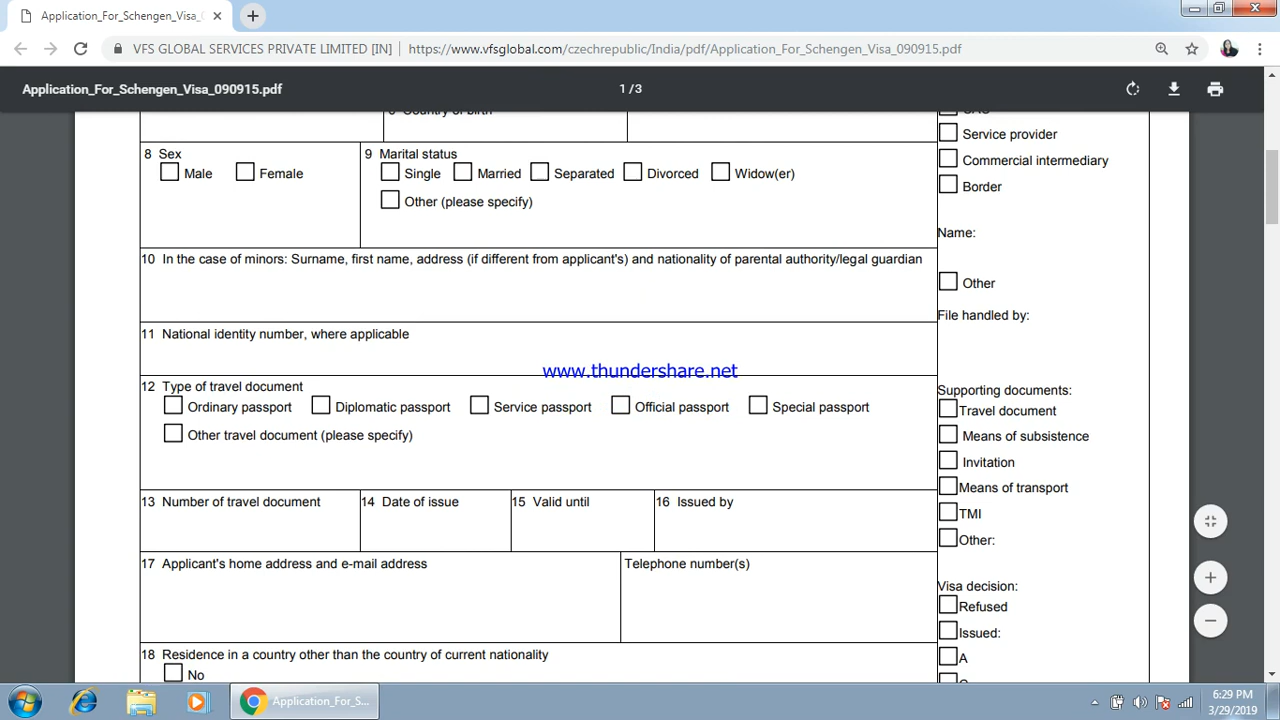 Application_For_Schengen_Visa_0
VFS GLOBAL SERVICES PRIVATE LIMITED [IN] https://www.vfsglobal.com/czechrepublic/India/pdf/Application_For_Schengen_Visa_090915.pdf
Application_For_Schengen_Visa_090915.pdf 1 / 3
Country of birth
8 Sex
Male Female
9 Marital status
Single Married Separated Divorced Widow(er)
Other (please specify)
10 In the case of minors: Surname, first name, address (if different from applicant's) and nationality of parental authority/legal guardian
11 National identity number, where applicable
www.thundershare.net
12 Type of travel document
Ordinary passport Diplomatic passport Service passport Official passport Special passport
Other travel document (please specify)
13 Number of travel document 14 Date of issue 15 Valid until 16 Issued by
17 Applicant's home address and e-mail address Telephone number(s)
18 Residence in a country other than the country of current nationality
No
Service provider
Commercial intermediary
Border
Name:
Other
File handled by:
Supporting documents:
Travel document
Means of subsistence
Invitation
Means of transport
TMI
Other:
Visa decision:
Refused
Issued:
A
Application_For_S...
6:29 PM
3/29/2019